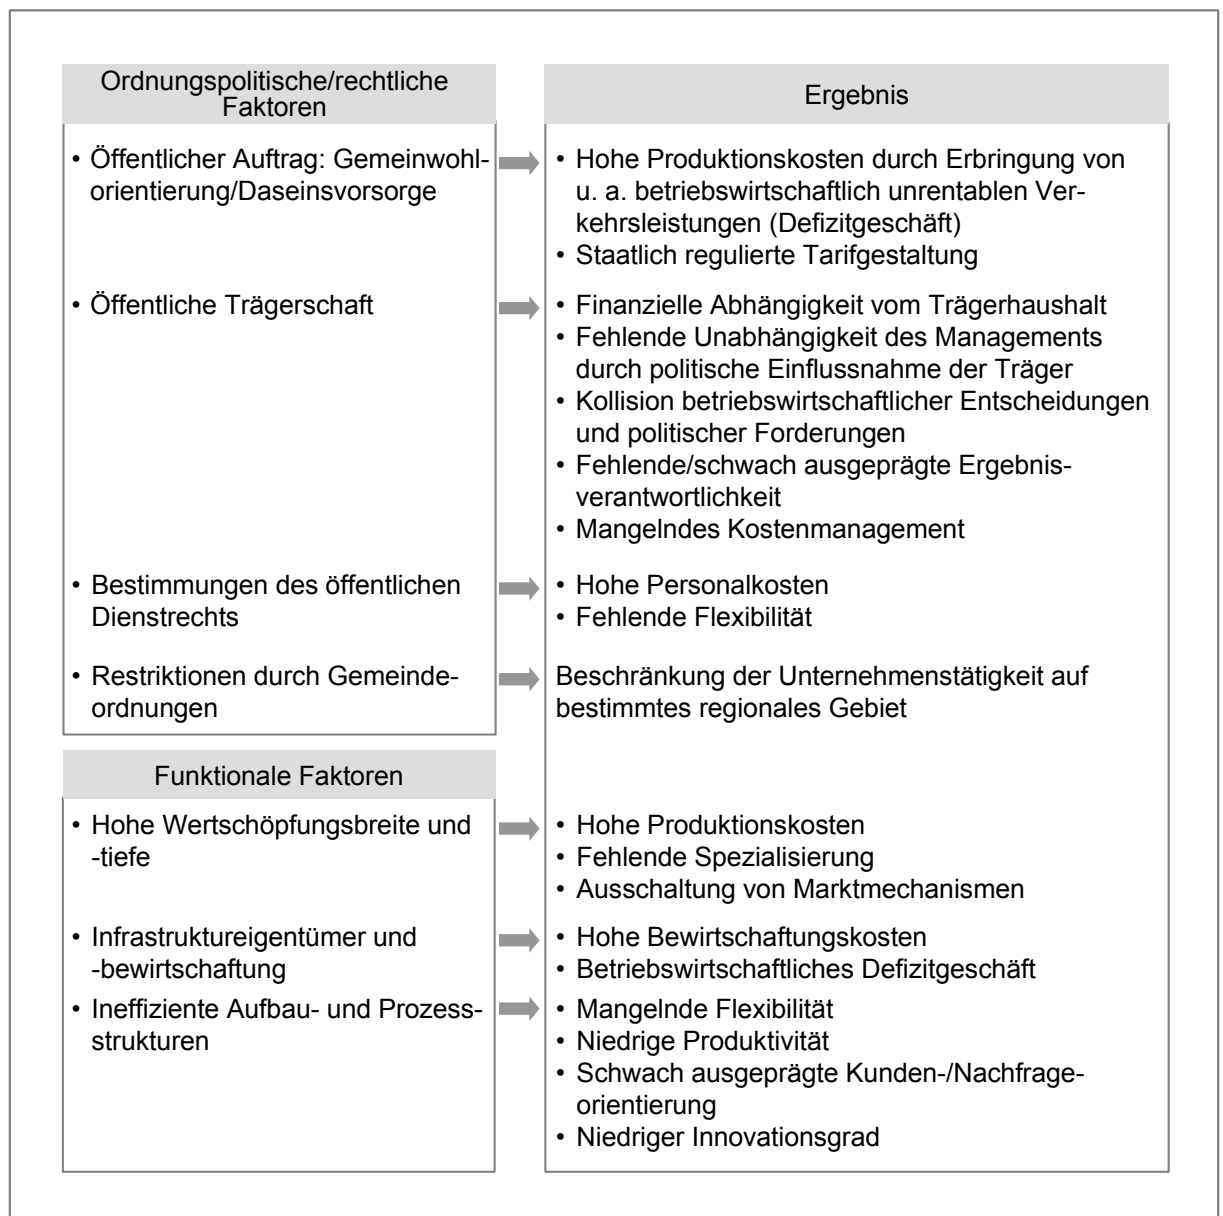 Ordnungspolitische/rechtliche
Faktoren
Ergebnis
• Öffentlicher Auftrag: Gemeinwohl-
orientierung/Daseinsvorsorge
• Hohe Produktionskosten durch Erbringung von
u. a. betriebswirtschaftlich unrentablen Ver-
kehrsleistungen (Defizitgeschäft)
• Staatlich regulierte Tarifgestaltung
• Öffentliche Trägerschaft
• Finanzielle Abhängigkeit vom Trägerhaushalt
• Fehlende Unabhängigkeit des Managements
durch politische Einflussnahme der Träger
• Kollision betriebswirtschaftlicher Entscheidungen
und politischer Forderungen
• Fehlende/schwach ausgeprägte Ergebnis-
verantwortlichkeit
• Mangelndes Kostenmanagement
• Bestimmungen des öffentlichen
Dienstrechts
• Hohe Personalkosten
• Fehlende Flexibilität
• Restriktionen durch Gemeinde-
ordnungen
Beschränkung der Unternehmenstätigkeit auf
bestimmtes regionales Gebiet
Funktionale Faktoren
• Hohe Wertschöpfungsbreite und
-tiefe
• Hohe Produktionskosten
• Fehlende Spezialisierung
• Ausschaltung von Marktmechanismen
• Infrastruktureigentümer und
-bewirtschaftung
• Hohe Bewirtschaftungskosten
• Betriebswirtschaftliches Defizitgeschäft
• Ineffiziente Aufbau- und Prozess-
strukturen
• Mangelnde Flexibilität
• Niedrige Produktivität
• Schwach ausgeprägte Kunden-/Nachfrage-
orientierung
• Niedriger Innovationsgrad